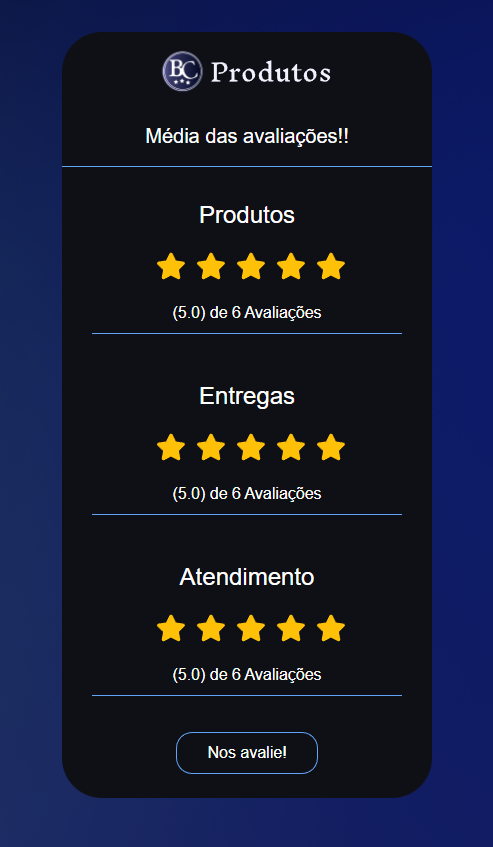 BC Produtos
Média das avaliações!!
Produtos
(5.0) de 6 Avaliações
Entregas
(5.0) de 6 Avaliações
Atendimento
(5.0) de 6 Avaliações
Nos avalie!